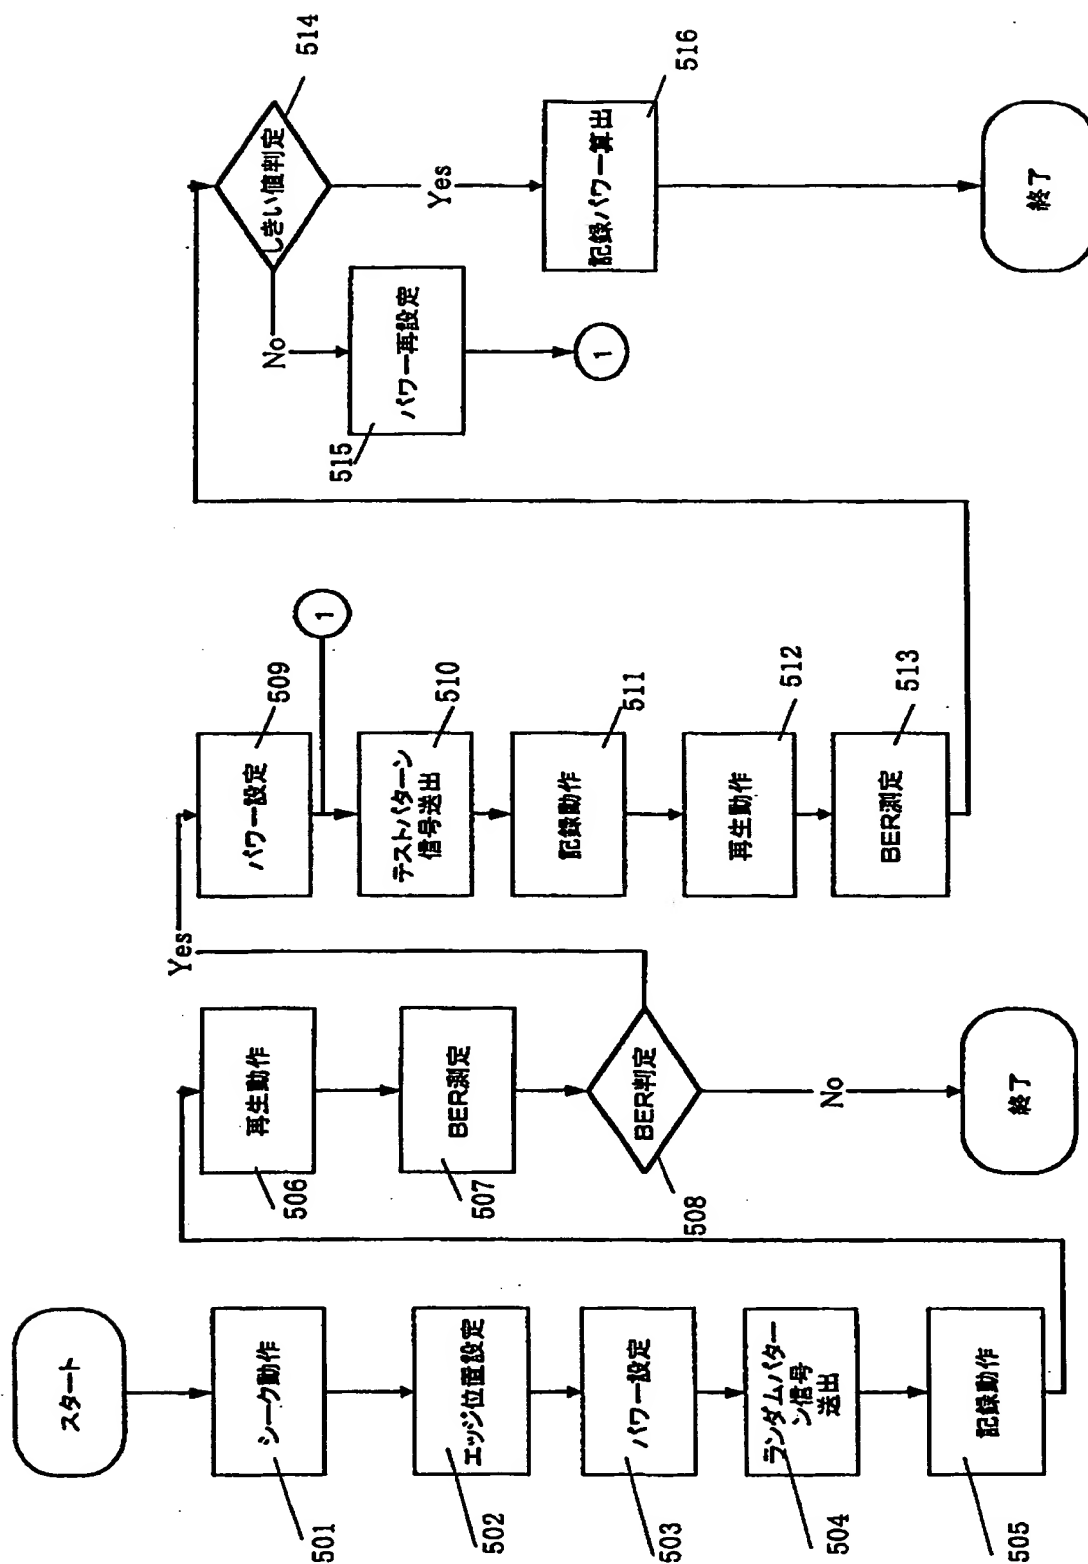 スタート
シーク動作
501
エッジ位置設定
502
パワー設定
503
ランダムパター
ン信号
送出
504
記録動作
505
再生動作
506
BER測定
507
BER判定
508
Yes
No
終了
パワー設定
509
1
テストパターン
信号送出
510
記録動作
511
再生動作
512
BER測定
513
しきい値判定
514
No
Yes
パワー再設定
515
1
記録パワー算出
516
終了